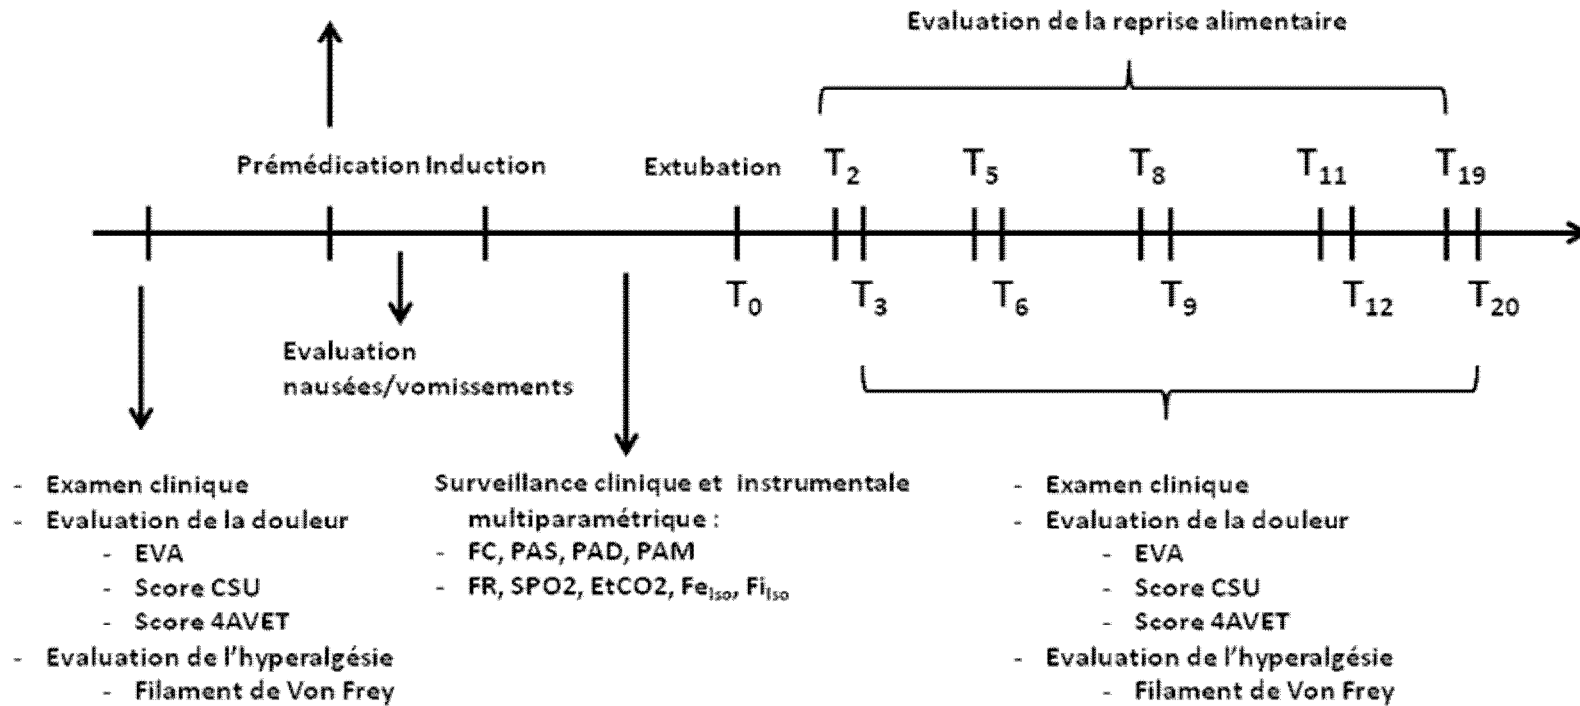 Evaluation de la reprise alimentaire
Prémédication Induction
Extubation
T2 T5 T8 T11 T19
T0 T3 T6 T9 T12 T20
Evaluation
nausées/vomissements
- Examen clinique
- Evaluation de la douleur
- EVA
- Score CSU
- Score 4AVET
- Evaluation de l'hyperalgésie
- Filament de Von Frey
Surveillance clinique et instrumentale
multiparamétrique :
- FC, PAS, PAD, PAM
- FR, SPO2, EtCO2, FeIso, FiIso
- Examen clinique
- Evaluation de la douleur
- EVA
- Score CSU
- Score 4AVET
- Evaluation de l'hyperalgésie
- Filament de Von Frey